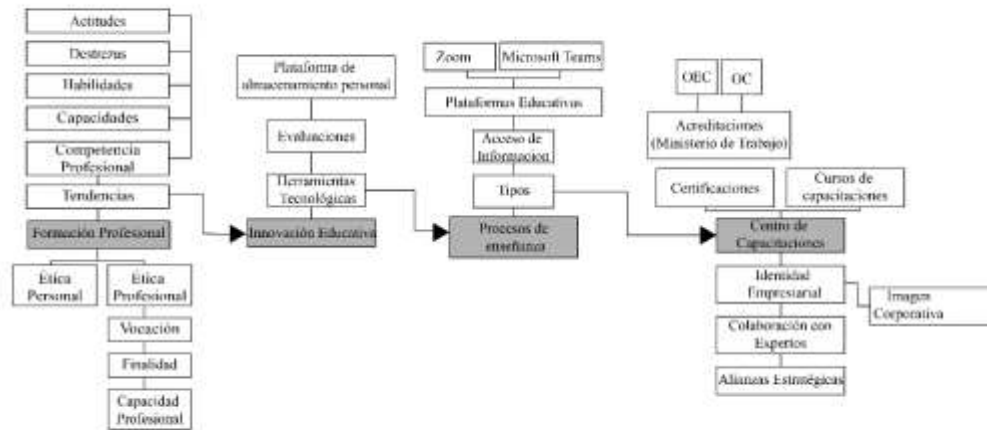 Actitudes
Destrezas
Habilidades
Capacidades
Competencia
Profesional
Tendencias
Formación Profesional
Ética
Personal
Ética
Profesional
Vocación
Finalidad
Capacidad
Profesional
Plataforma de
almacenamiento personal
Evaluaciones
Herramientas
Tecnológicas
Innovación Educativa
Zoom
Microsoft Teams
Plataformas Educativas
Acceso de
Informacion
Tipos
Procesos de
enseñanza
OEC
OC
Acreditaciones
(Ministerio de Trabajo)
Certificaciones
Cursos de
capacitaciones
Centro de
Capacitaciones
Identidad
Empresarial
Imagen
Corporativa
Colaboración con
Expertos
Alianzas Estratégicas